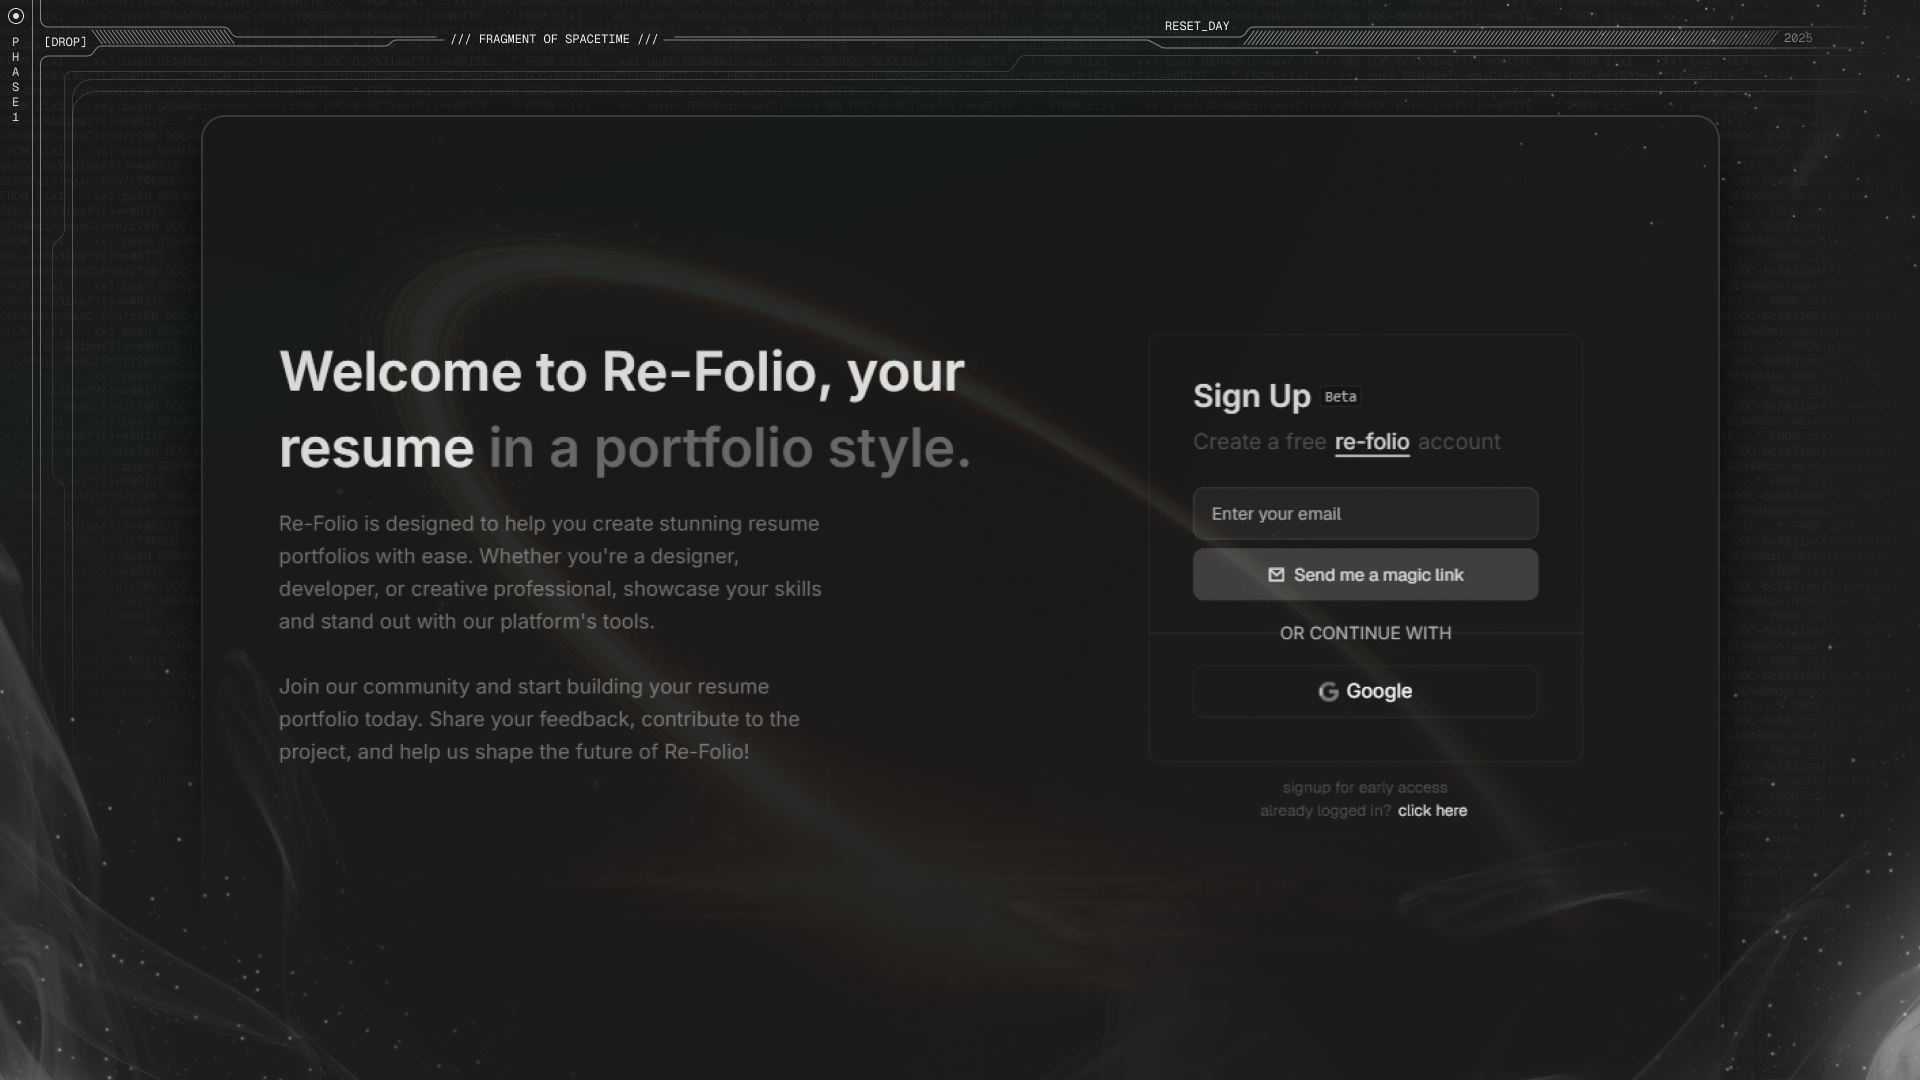 PHASE1
[DROP]
/// FRAGMENT OF SPACETIME ///
RESET_DAY
2025
Welcome to Re-Folio, your
resume in a portfolio style.
Re-Folio is designed to help you create stunning resume
portfolios with ease. Whether you're a designer,
developer, or creative professional, showcase your skills
and stand out with our platform's tools.
Join our community and start building your resume
portfolio today. Share your feedback, contribute to the
project, and help us shape the future of Re-Folio!
Sign Up Beta
Create a free re-folio account
Enter your email
Send me a magic link
OR CONTINUE WITH
Google
signup for early access
already logged in? click here